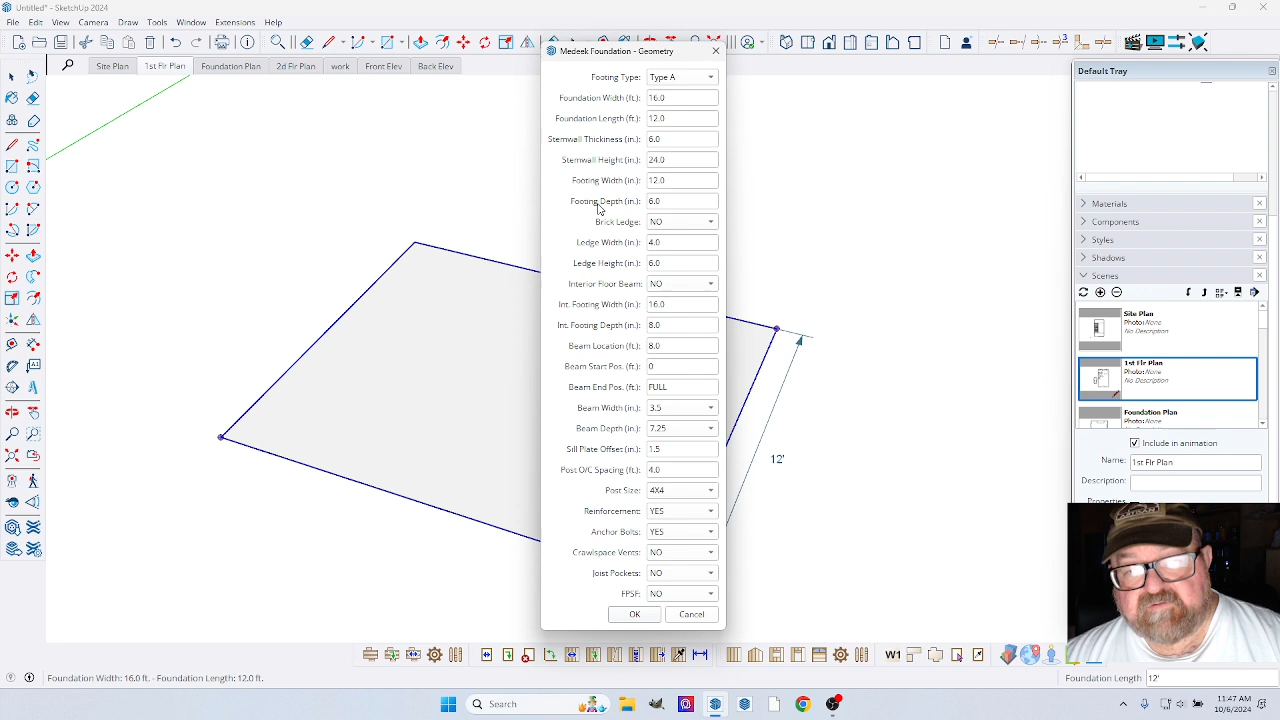 Untitled* - SketchUp 2024
File Edit View Camera Draw Tools Window Extensions Help
Site Plan 1st Flr Plan Foundation Plan 2d Flr Plan work Front Elev Back Elev
Medeek Foundation - Geometry
Footing Type: Type A
Foundation Width (ft.): 16.0
Foundation Length (ft.): 12.0
Stemwall Thickness (in.): 6.0
Stemwall Height (in.): 24.0
Footing Width (in.): 12.0
Footing Depth (in.): 6.0
Brick Ledge: NO
Ledge Width (in.): 4.0
Ledge Height (in.): 6.0
Interior Floor Beam: NO
Int. Footing Width (in.): 16.0
Int. Footing Depth (in.): 8.0
Beam Location (ft.): 8.0
Beam Start Pos. (ft.): 0
Beam End Pos. (ft.): FULL
Beam Width (in.): 3.5
Beam Depth (in.): 7.25
Sill Plate Offset (in.): 1.5
Post O/C Spacing (ft.): 4.0
Post Size: 4X4
Reinforcement: YES
Anchor Bolts: YES
Crawlspace Vents: NO
Joist Pockets: NO
FPSF: NO
OK Cancel
12'
Default Tray
Materials
Components
Styles
Shadows
Scenes
Site Plan
Photo: None
No Description
1st Flr Plan
Photo: None
No Description
Foundation Plan
Photo: None
Include in animation
Name: 1st Flr Plan
Description:
W1
Foundation Width: 16.0 ft. - Foundation Length: 12.0 ft.
Foundation Length 12'
Search
11:47 AM
10/6/2024